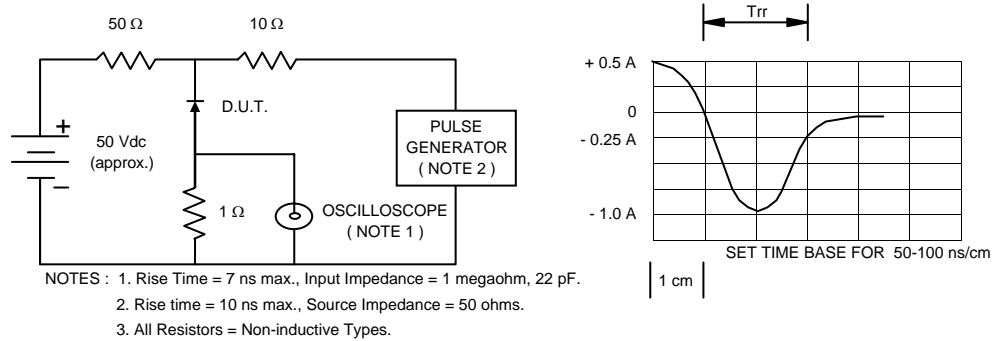 50 Ω
10 Ω
D.U.T.
+
50 Vdc
(approx.)
−
1 Ω
OSCILLOSCOPE
( NOTE 1 )
PULSE
GENERATOR
( NOTE 2 )
Trr
+ 0.5 A
0
- 0.25 A
- 1.0 A
SET TIME BASE FOR 50-100 ns/cm
1 cm
NOTES : 1. Rise Time = 7 ns max., Input Impedance = 1 megaohm, 22 pF.
2. Rise time = 10 ns max., Source Impedance = 50 ohms.
3. All Resistors = Non-inductive Types.